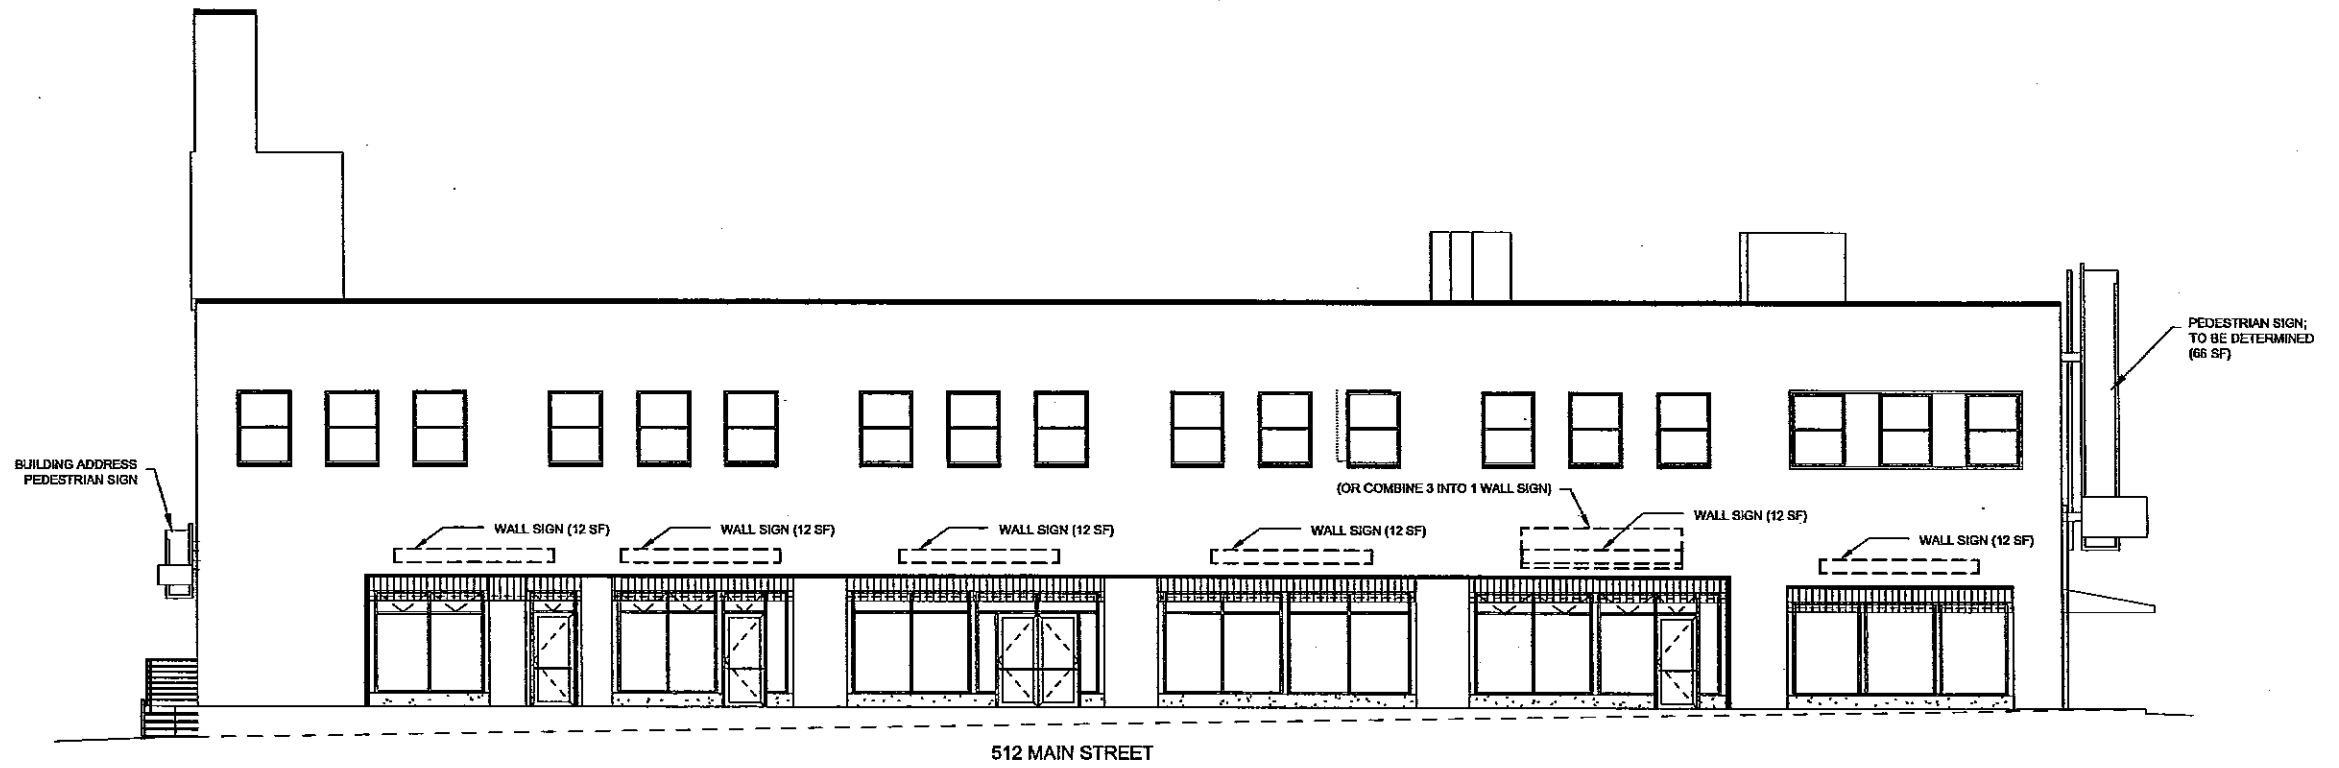 PEDESTRIAN SIGN;
TO BE DETERMINED
(66 SF)
BUILDING ADDRESS
PEDESTRIAN SIGN
(OR COMBINE 3 INTO 1 WALL SIGN)
WALL SIGN (12 SF)
WALL SIGN (12 SF)
WALL SIGN (12 SF)
WALL SIGN (12 SF)
WALL SIGN (12 SF)
WALL SIGN (12 SF)
512 MAIN STREET